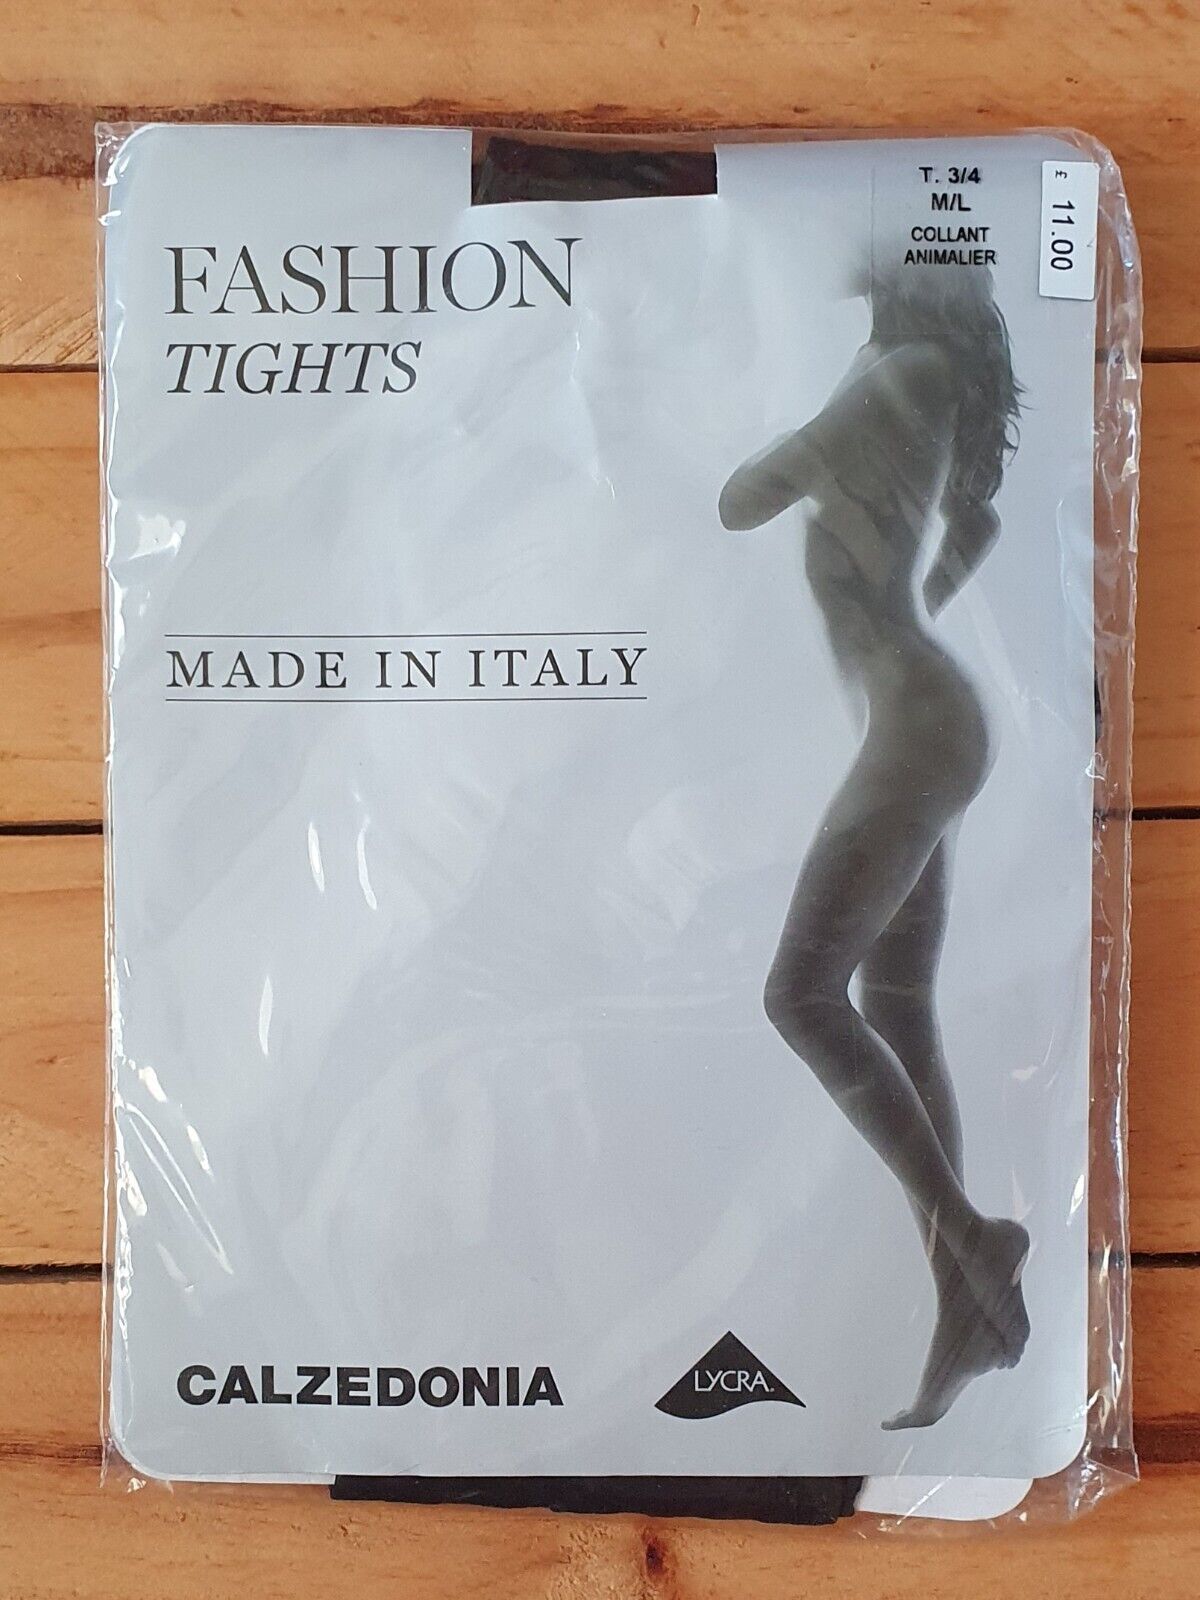 T. 3/4
M/L
COLLANT
ANIMALIER
£ 11.00
FASHION
TIGHTS
MADE IN ITALY
CALZEDONIA
LYCRA®